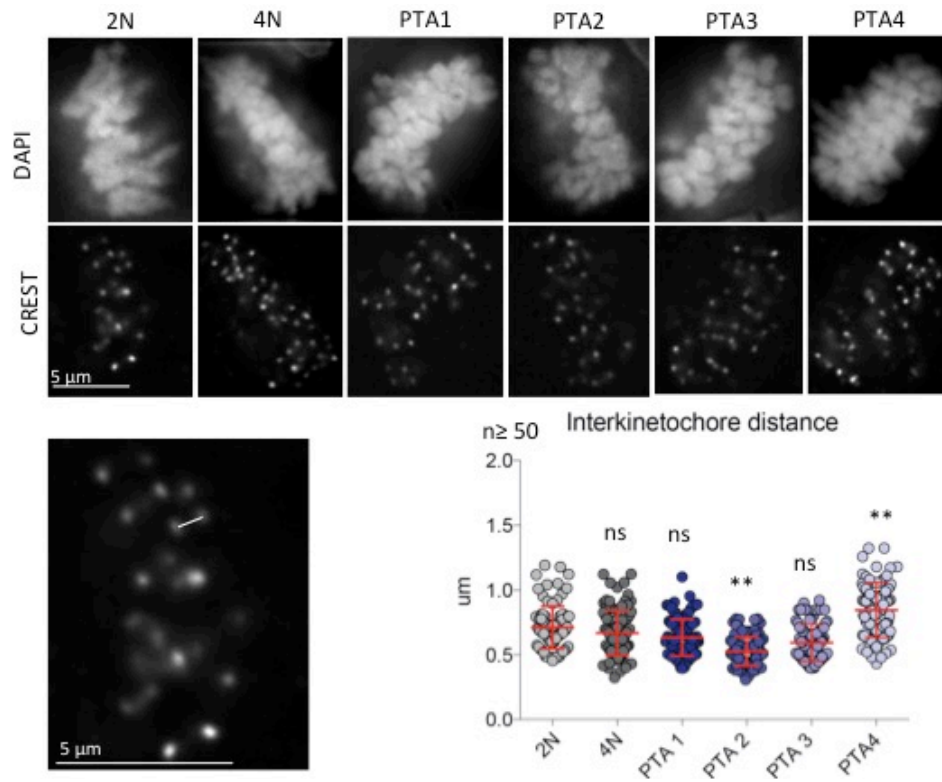 2N 4N PTA1 PTA2 PTA3 PTA4
DAPI
CREST
5 µm
5 µm
n≥ 50 Interkinetochore distance
2.0
1.5
1.0
0.5
0.0
um
ns ns ** ns **
2N 4N PTA 1 PTA 2 PTA 3 PTA4